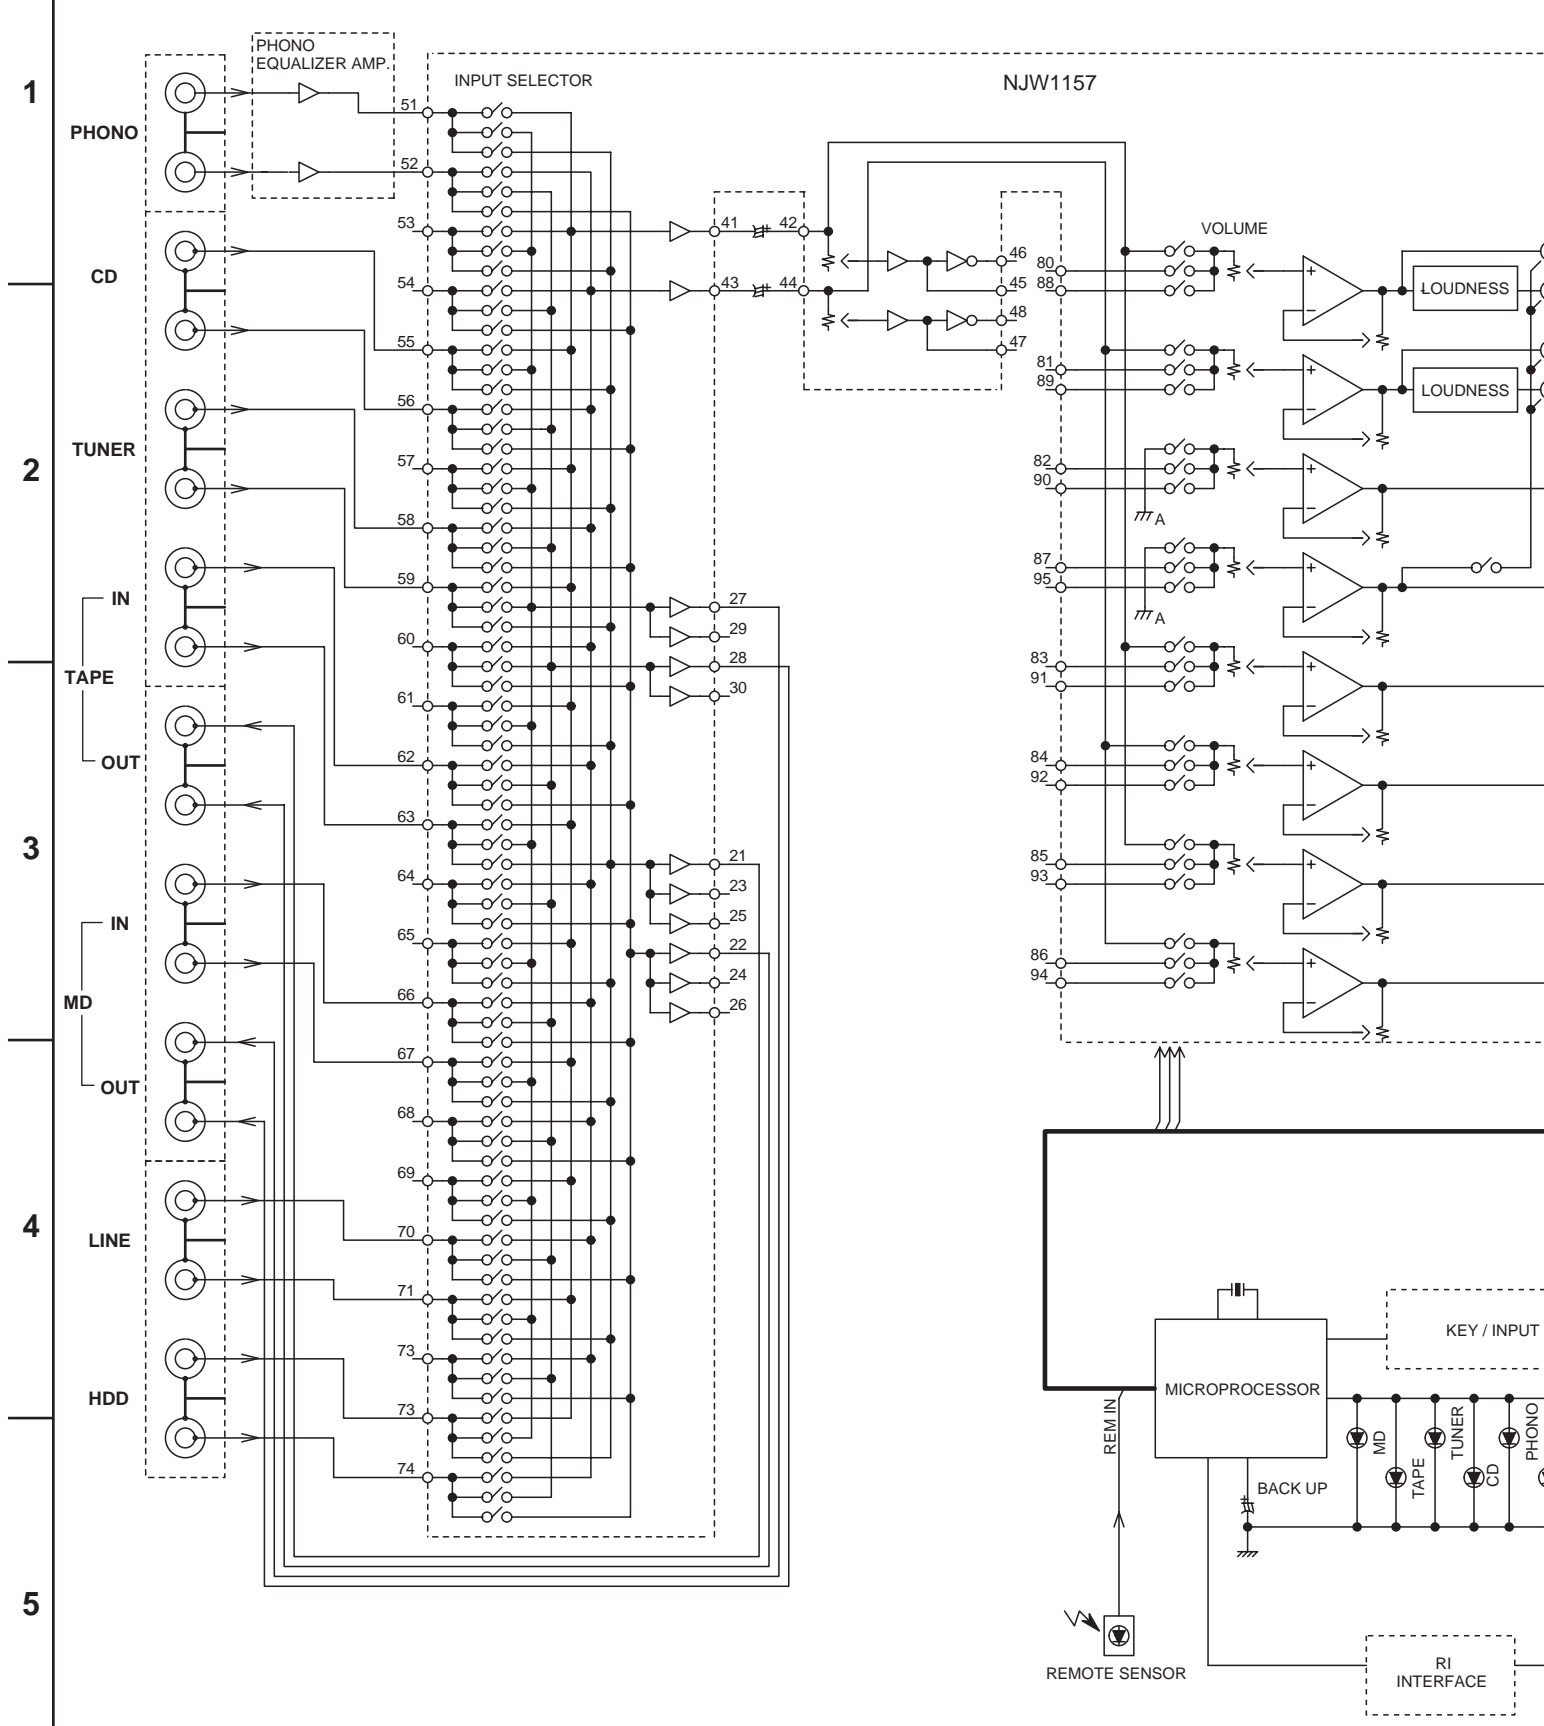 1
2
3
4
5
PHONO
EQUALIZER AMP.
INPUT SELECTOR
NJW1157
PHONO
CD
TUNER
IN
TAPE
OUT
IN
MD
OUT
LINE
HDD
51
52
53
54
55
56
57
58
59
60
61
62
63
64
65
66
67
68
69
70
71
73
73
74
41
42
43
44
46
45
48
47
27
29
28
30
21
23
25
22
24
26
VOLUME
80
88
81
89
82
90
A
87
95
A
83
91
84
92
85
93
86
94
+
−
+
−
+
−
+
−
+
−
+
−
+
−
+
−
LOUDNESS
LOUDNESS
MICROPROCESSOR
KEY / INPUT
REM IN
BACK UP
MD
TAPE
TUNER
CD
PHONO
REMOTE SENSOR
RI
INTERFACE